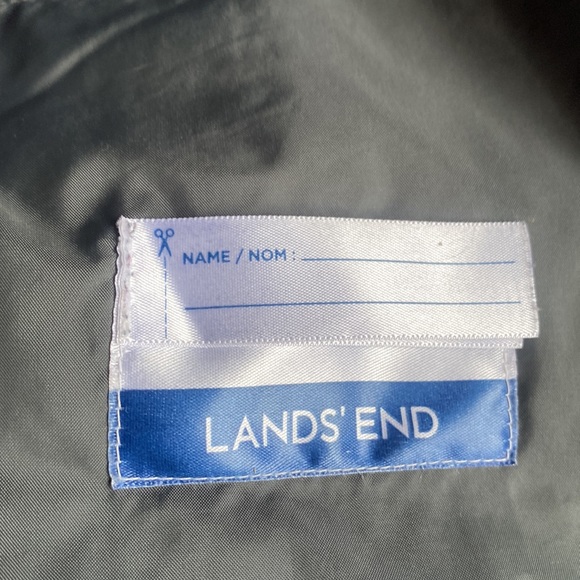 NAME / NOM :
LANDS' END